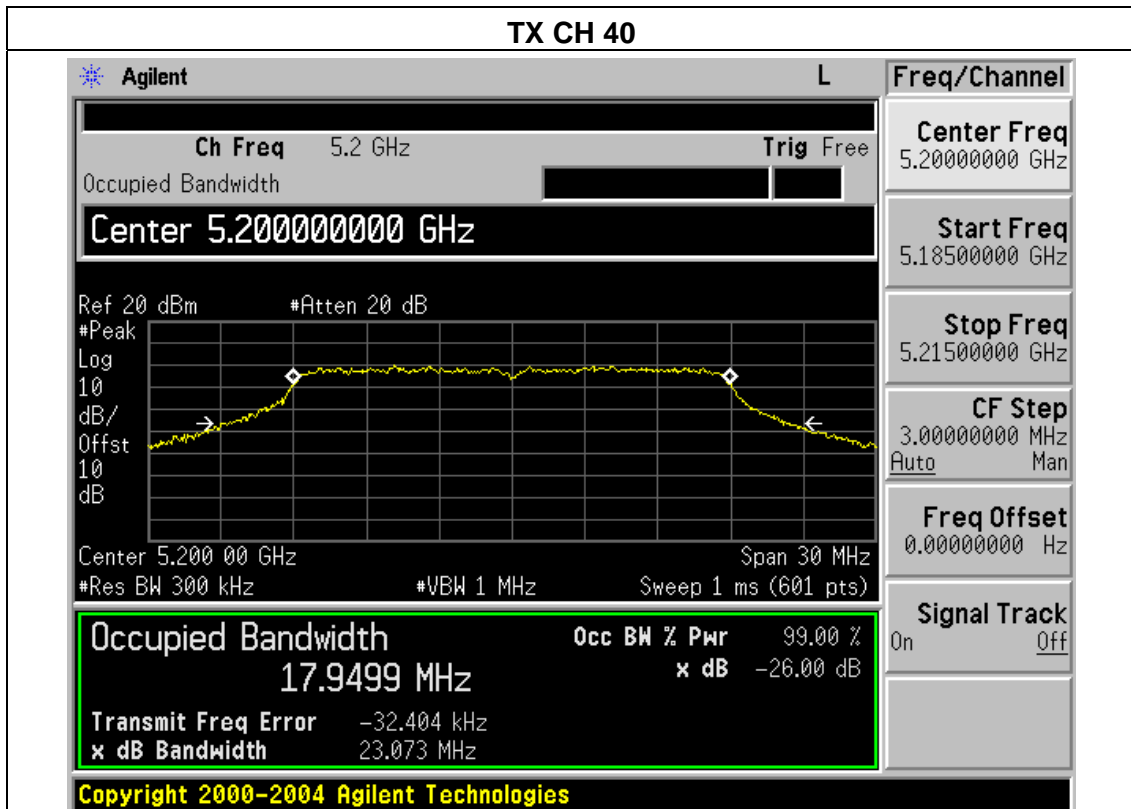 TX CH 40
Agilent L Freq/Channel
Ch Freq 5.2 GHz Trig Free
Occupied Bandwidth
Center 5.200000000 GHz
Ref 20 dBm #Atten 20 dB
#Peak
Log
10
dB/
Offst
10
dB
Center 5.200 00 GHz Span 30 MHz
#Res BW 300 kHz #VBW 1 MHz Sweep 1 ms (601 pts)
Occupied Bandwidth Occ BW % Pwr 99.00 %
17.9499 MHz x dB -26.00 dB
Transmit Freq Error -32.404 kHz
x dB Bandwidth 23.073 MHz
Center Freq
5.20000000 GHz
Start Freq
5.18500000 GHz
Stop Freq
5.21500000 GHz
CF Step
3.00000000 MHz
Auto Man
Freq Offset
0.00000000 Hz
Signal Track
On Off
Copyright 2000-2004 Agilent Technologies